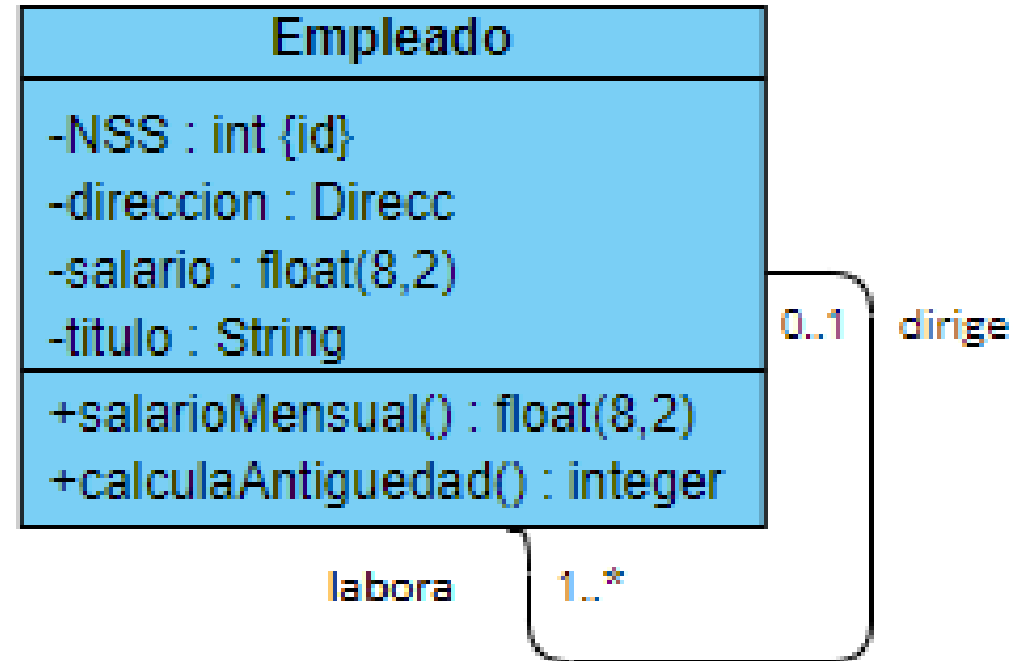 Empleado
-NSS : int {id}
-direccion : Direcc
-salario : float(8,2)
-titulo : String
0..1 dirige
+salarioMensual() : float(8,2)
+calculaAntiguedad() : integer
labora 1..*